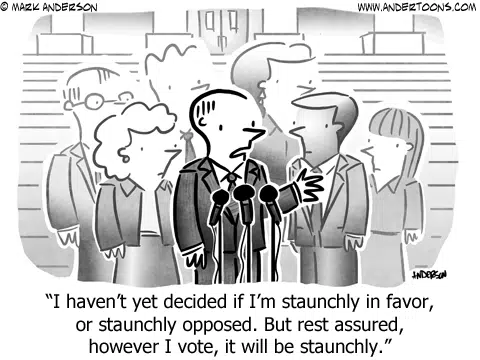 © MARK ANDERSON
WWW.ANDERTOONS.COM
ANDERSON
“I haven’t yet decided if I’m staunchly in favor,
or staunchly opposed. But rest assured,
however I vote, it will be staunchly.”